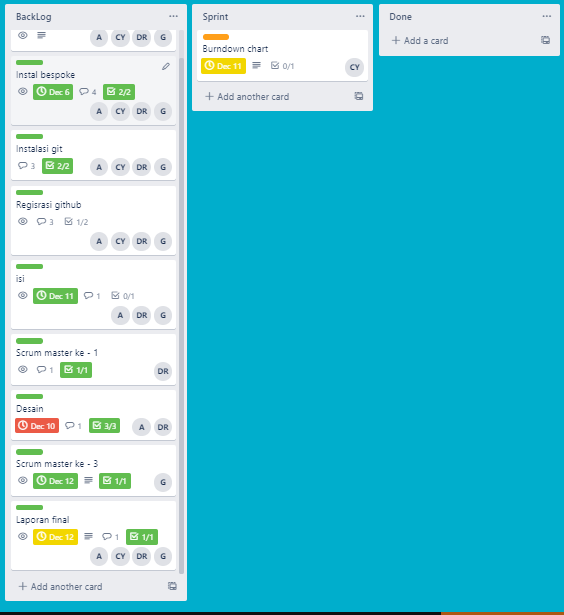 BackLog
A CY DR G
Instal bespoke
Dec 6 4 2/2
A CY DR G
Instalasi git
3 2/2 A CY DR G
Regisrasi github
3 1/2
A CY DR G
isi
Dec 11 1 0/1
A DR G
Scrum master ke - 1
1 1/1 DR
Desain
Dec 10 1 3/3 A DR
Scrum master ke - 3
Dec 12 1/1 G
Laporan final
Dec 12 1 1/1
A CY DR G
+ Add another card
Sprint
Burndown chart
Dec 11 0/1 CY
+ Add another card
Done
+ Add a card